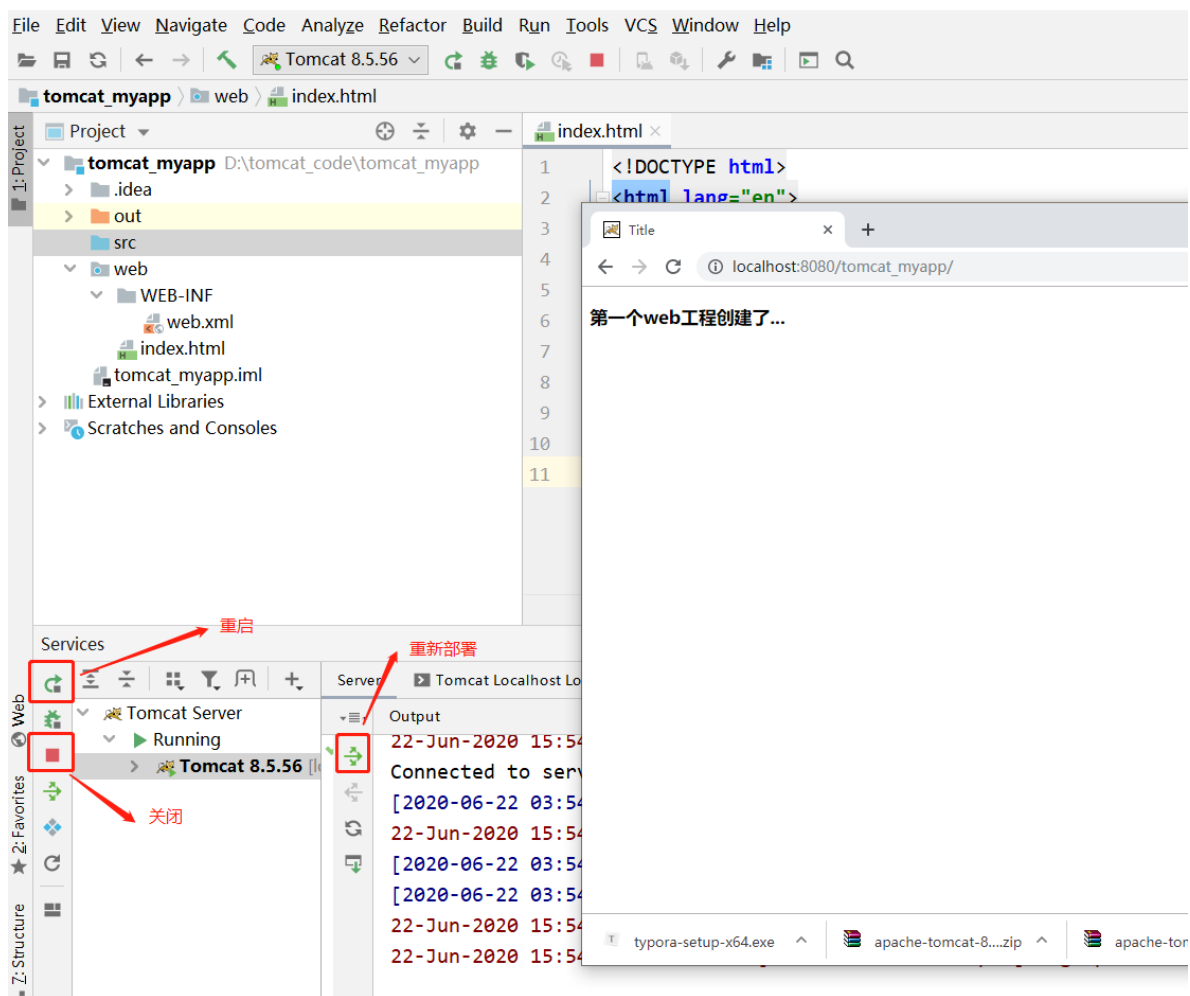 File Edit View Navigate Code Analyze Refactor Build Run Tools VCS Window Help
Tomcat 8.5.56
tomcat_myapp web index.html
1: Project
Project
index.html
tomcat_myapp D:\tomcat_code\tomcat_myapp
.idea
out
src
web
WEB-INF
web.xml
index.html
tomcat_myapp.iml
External Libraries
Scratches and Consoles
1 <!DOCTYPE html>
2 <html lang="en">
3
4
5
6
7
8
9
10
11
Title
localhost:8080/tomcat_myapp/
第一个web工程创建了...
重启
Services
重新部署
Server Tomcat Localhost Lo
Web
Tomcat Server
Output
Running
22-Jun-2020 15:54
Tomcat 8.5.56
Connected to serv
2: Favorites
关闭
[2020-06-22 03:54
22-Jun-2020 15:54
[2020-06-22 03:54
[2020-06-22 03:54
Z: Structure
22-Jun-2020 15:54
22-Jun-2020 15:54
typora-setup-x64.exe apache-tomcat-8....zip apache-tom